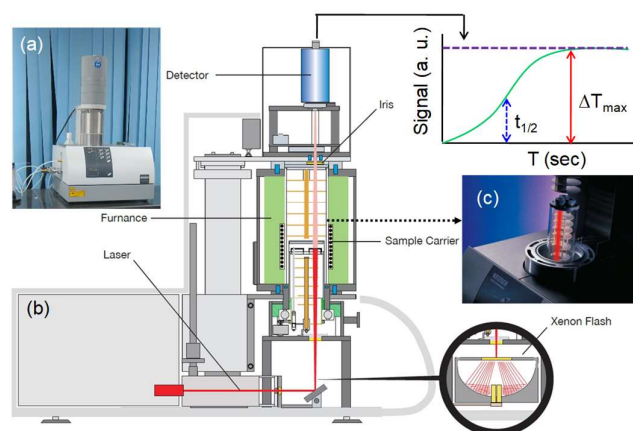 (a)
Detector
Iris
Signal (a. u.)
ΔTmax
t1/2
T (sec)
Furnance
(c)
Sample Carrier
Laser
(b)
Xenon Flash